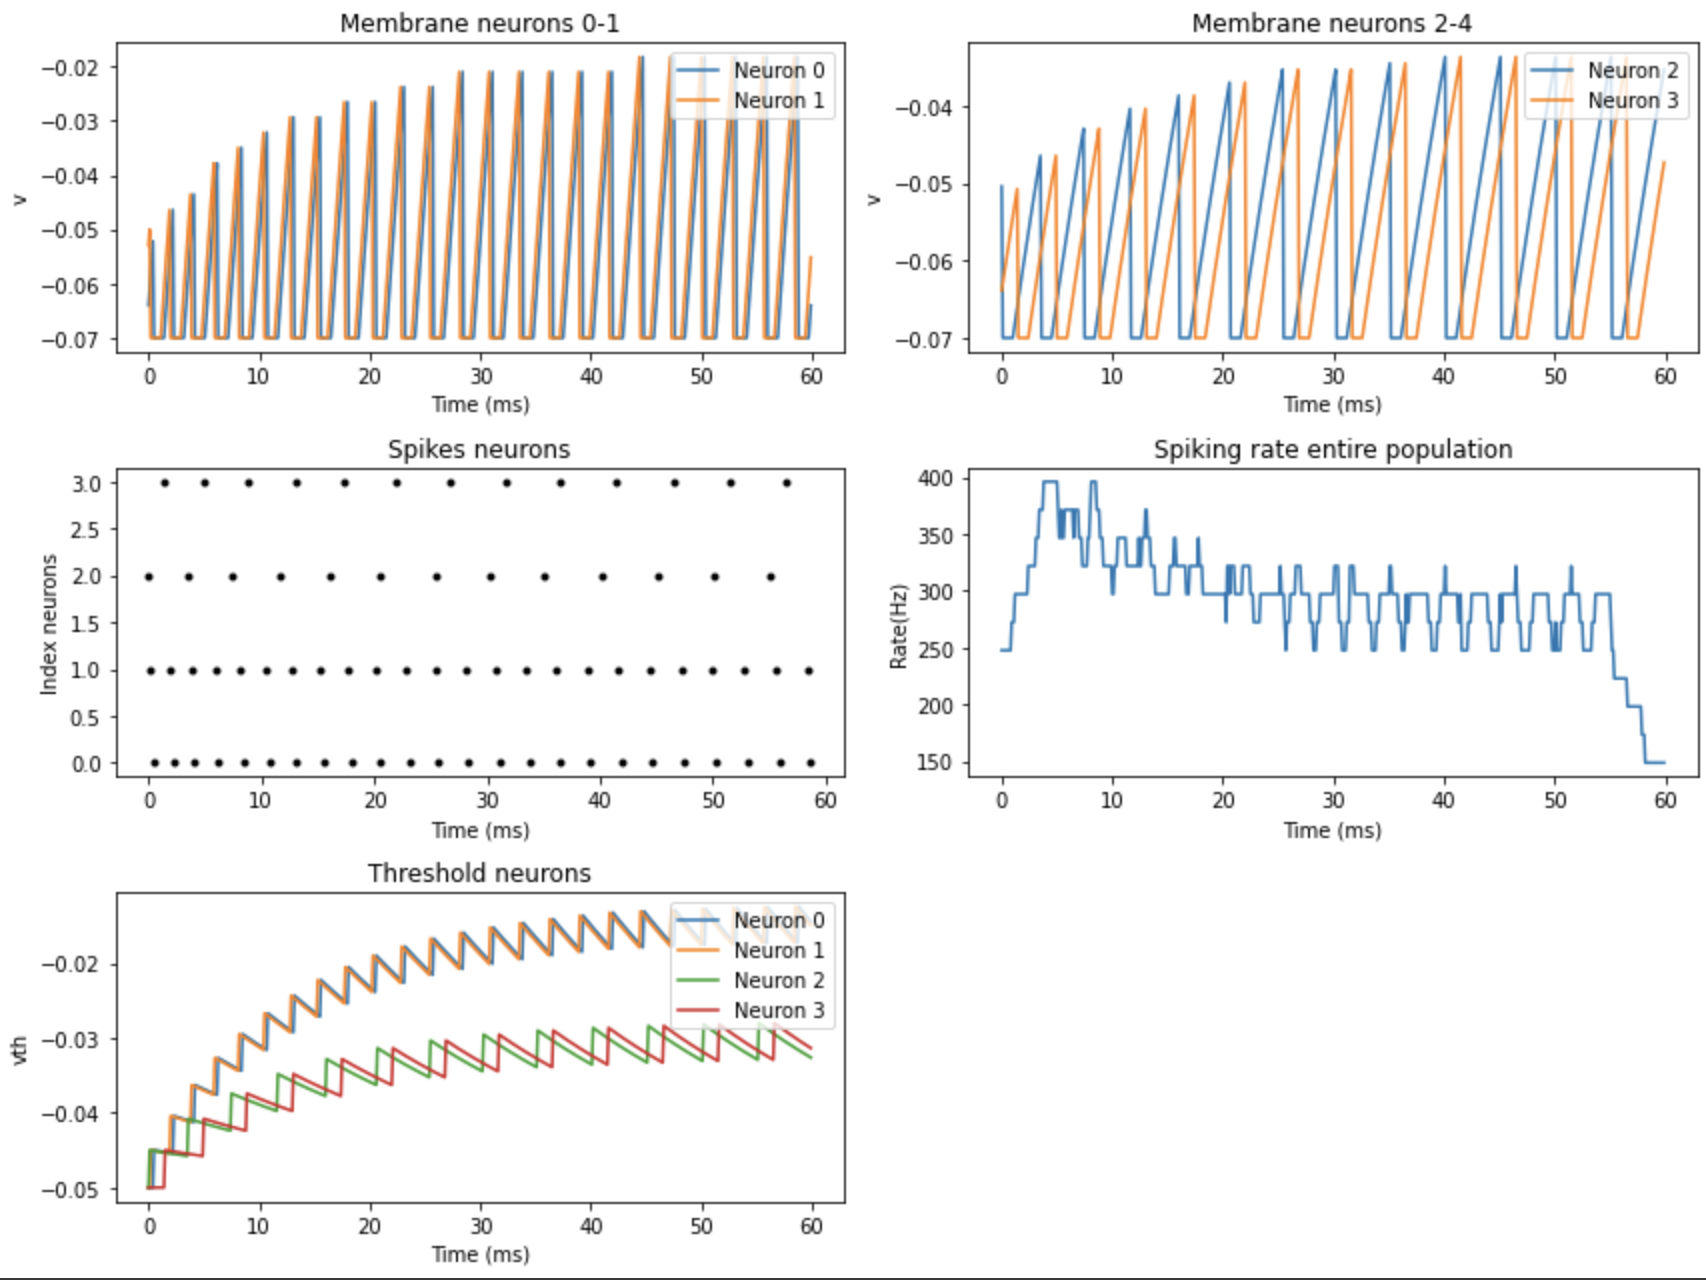 Membrane neurons 0-1
−0.02
−0.03
−0.04
−0.05
−0.06
−0.07
v
Neuron 0
Neuron 1
0 10 20 30 40 50 60
Time (ms)
Membrane neurons 2-4
−0.04
−0.05
−0.06
−0.07
v
Neuron 2
Neuron 3
0 10 20 30 40 50 60
Time (ms)
Spikes neurons
3.0
2.5
2.0
1.5
1.0
0.5
0.0
Index neurons
0 10 20 30 40 50 60
Time (ms)
Spiking rate entire population
400
350
300
250
200
150
Rate(Hz)
0 10 20 30 40 50 60
Time (ms)
Threshold neurons
−0.02
−0.03
−0.04
−0.05
vth
Neuron 0
Neuron 1
Neuron 2
Neuron 3
0 10 20 30 40 50 60
Time (ms)